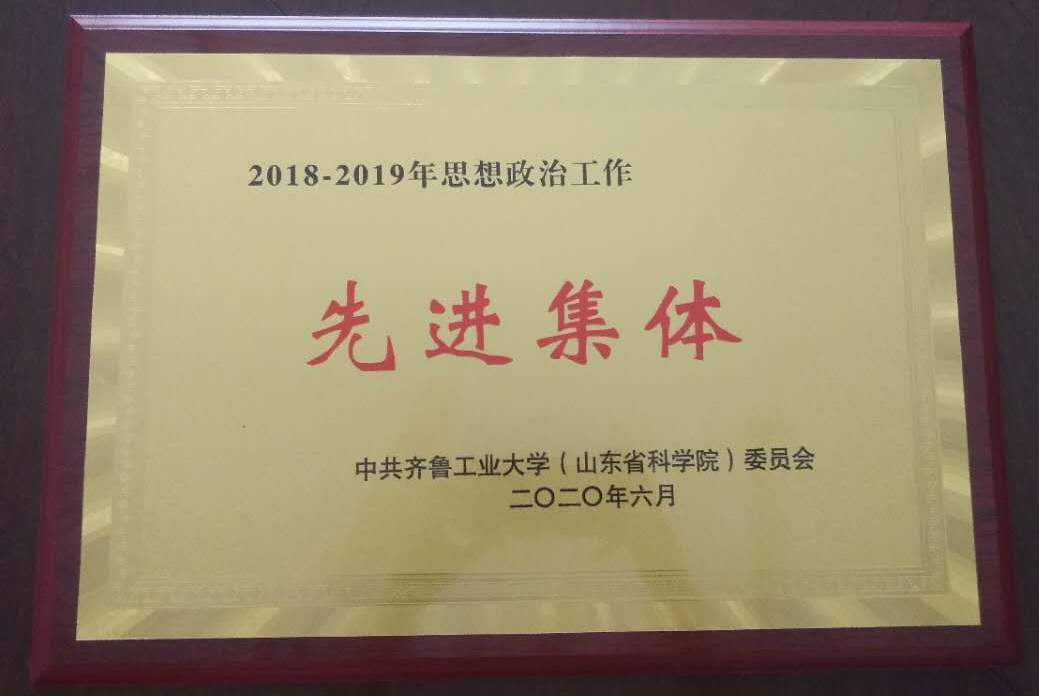 2018-2019年思想政治工作
先进集体
中共齐鲁工业大学（山东省科学院）委员会
二〇二〇年六月